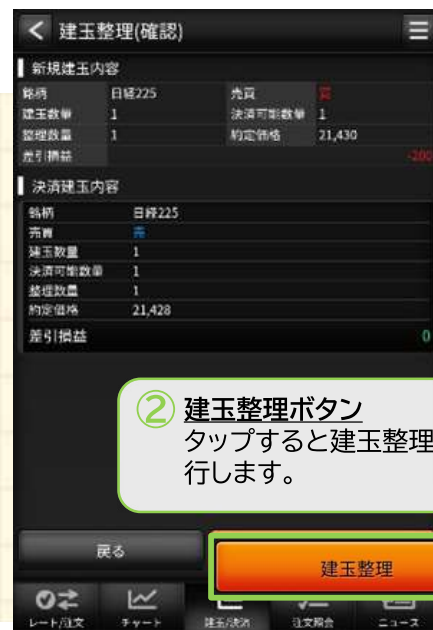 建玉整理(確認)
新規建玉内容
銘柄 日経225 売買 買
建玉数量 1 決済可能数量 1
整理数量 1 約定価格 21,430
差引損益 -200
決済建玉内容
銘柄 日経225
売買 売
建玉数量 1
決済可能数量 1
整理数量 1
約定価格 21,428
差引損益 0
② 建玉整理ボタン
タップすると建玉整理
行します。
戻る 建玉整理
レート/注文 チャート 建玉/決済 注文照会 ニュース